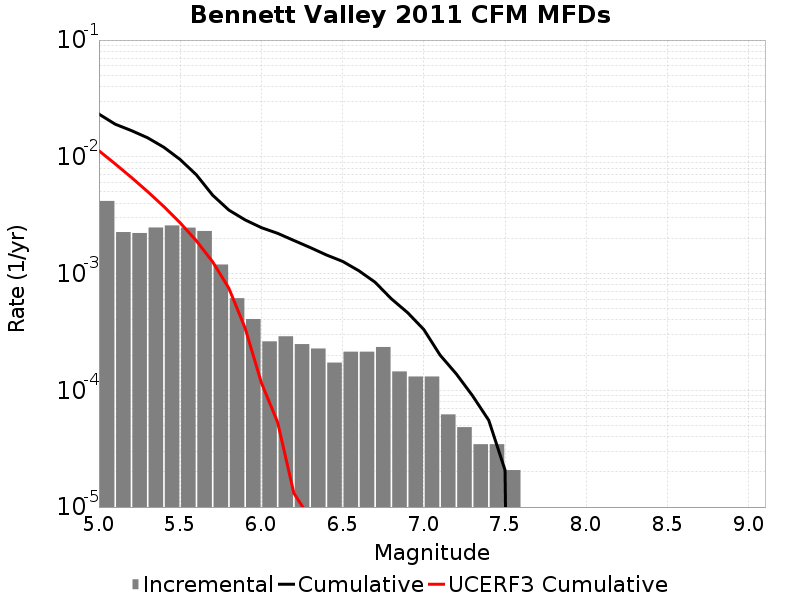 Bennett Valley 2011 CFM MFDs
10⁻¹
10⁻²
10⁻³
10⁻⁴
10⁻⁵
Rate (1/yr)
5.0 5.5 6.0 6.5 7.0 7.5 8.0 8.5 9.0
Magnitude
Incremental Cumulative UCERF3 Cumulative